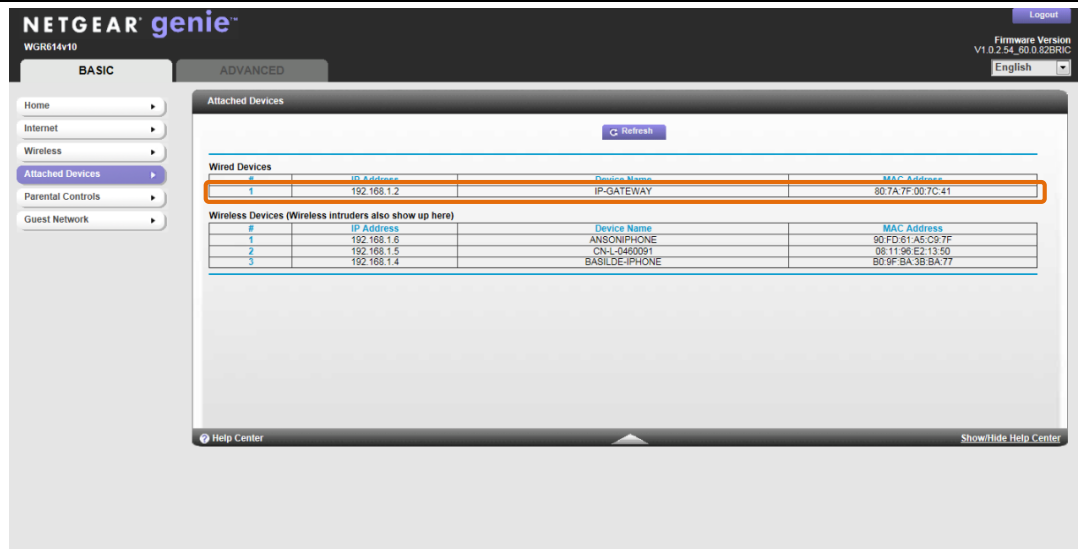 NETGEAR® genie™
Logout
WGR614v10
Firmware Version
V1.0.2.54_60.0.82BRIC
BASIC
ADVANCED
English
Home
Internet
Wireless
Attached Devices
Parental Controls
Guest Network
Attached Devices
Refresh
Wired Devices
# IP Address Device Name MAC Address
1 192.168.1.2 IP-GATEWAY 80:7A:7F:00:7C:41
Wireless Devices (Wireless intruders also show up here)
# IP Address Device Name MAC Address
1 192.168.1.6 ANSONIPHONE 90:FD:61:A5:C9:7F
2 192.168.1.5 CN-L-0460091 08:11:96:E2:13:50
3 192.168.1.4 BASILDE-IPHONE B0:9F:BA:3B:BA:77
? Help Center
Show/Hide Help Center